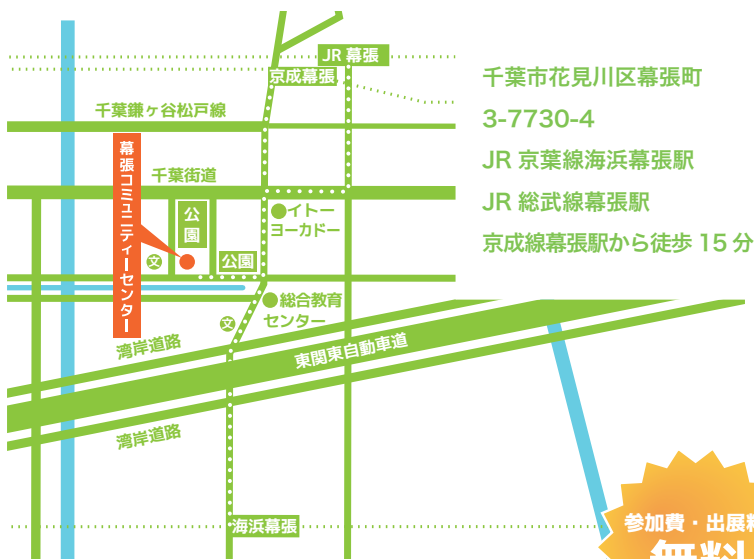 JR 幕張
京成幕張
千葉鎌ヶ谷松戸線
幕張コミュニティーセンター
千葉街道
公園
イトー
ヨーカドー
文
公園
総合教育
センター
文
湾岸道路
東関東自動車道
湾岸道路
海浜幕張
千葉市花見川区幕張町
3-7730-4
JR 京葉線海浜幕張駅
JR 総武線幕張駅
京成線幕張駅から徒歩 15 分
参加費・出展料
無料